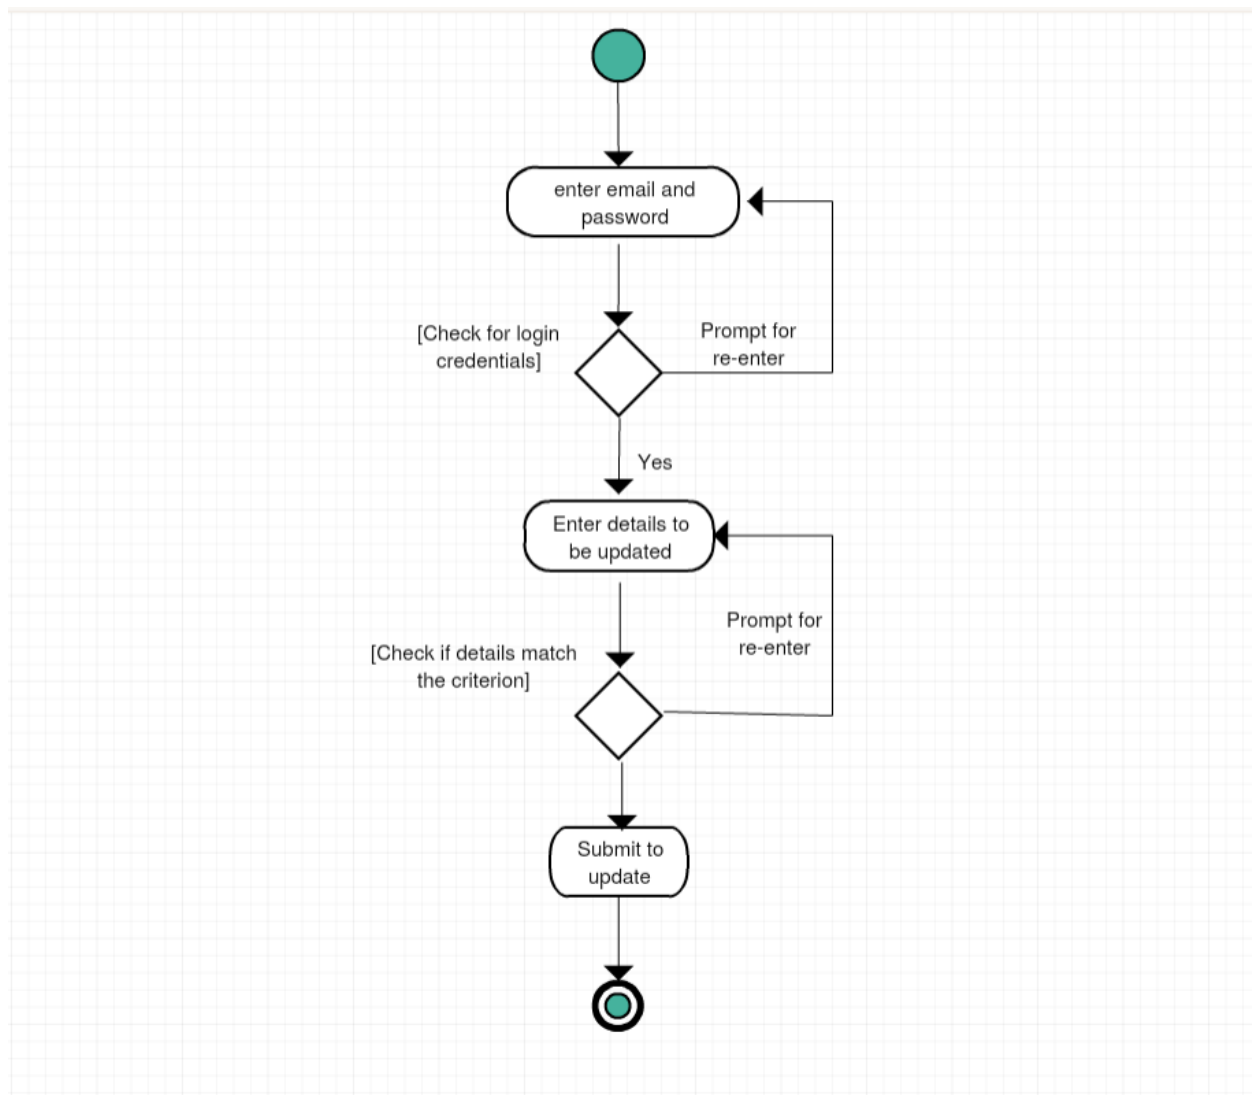 enter email and
password
[Check for login
credentials]
Prompt for
re-enter
Yes
Enter details to
be updated
Prompt for
re-enter
[Check if details match
the criterion]
Submit to
update